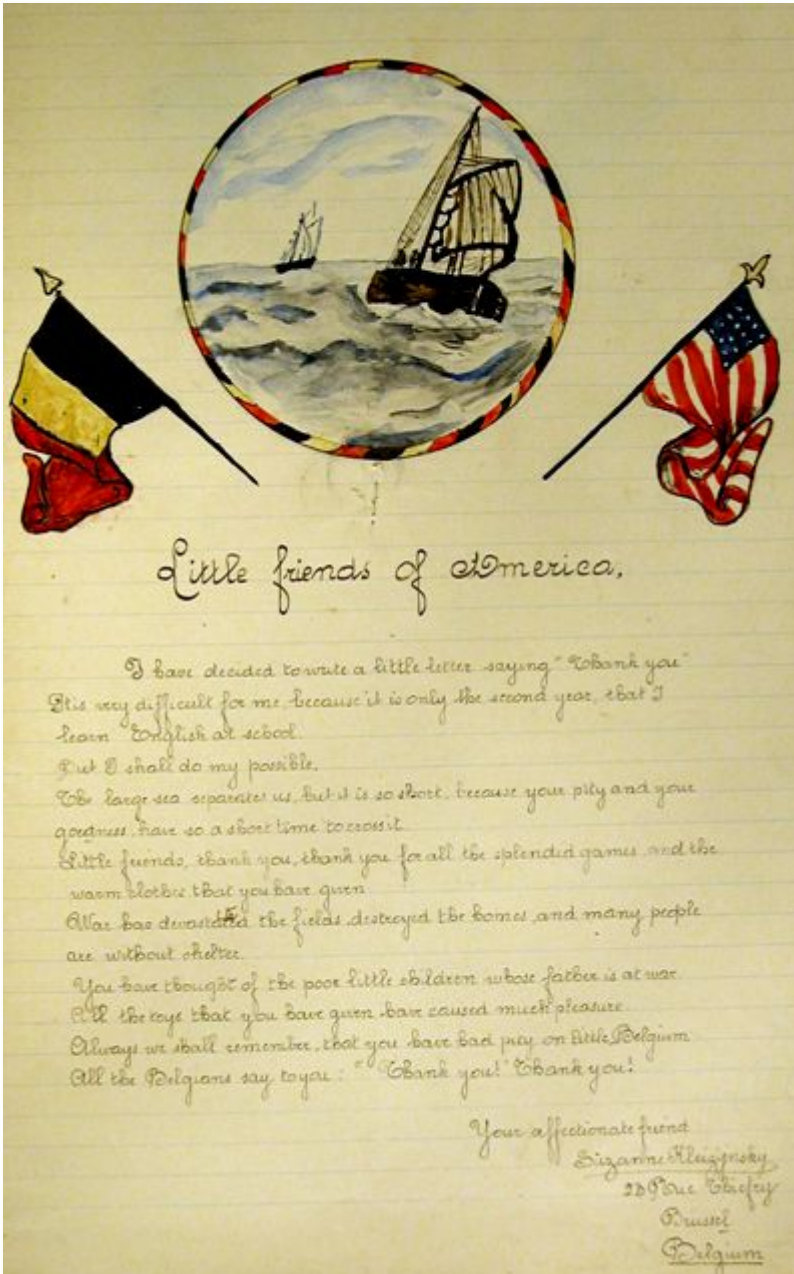 Little friends of America,
I have decided to write a little letter saying "Thank you"
It is very difficult for me, because it is only the second year, that I
learn English at school.
But I shall do my possible.
The large sea separates us, but it is so short, because your pity and your
goodness, have so a short time to cross it.
Little friends, thank you, thank you for all the splendid games and the
warm clothes that you have given
War has devastated the fields, destroyed the homes, and many people
are without shelter.
You have thought of the poor little children whose father is at war.
All the toys that you have given have caused much pleasure.
Always we shall remember, that you have had pity on little Belgium
All the Belgians say to you: "Thank you!" Thank you!
Your affectionate friend
Suzanne
Rue Thiefry
Brussel
Belgium